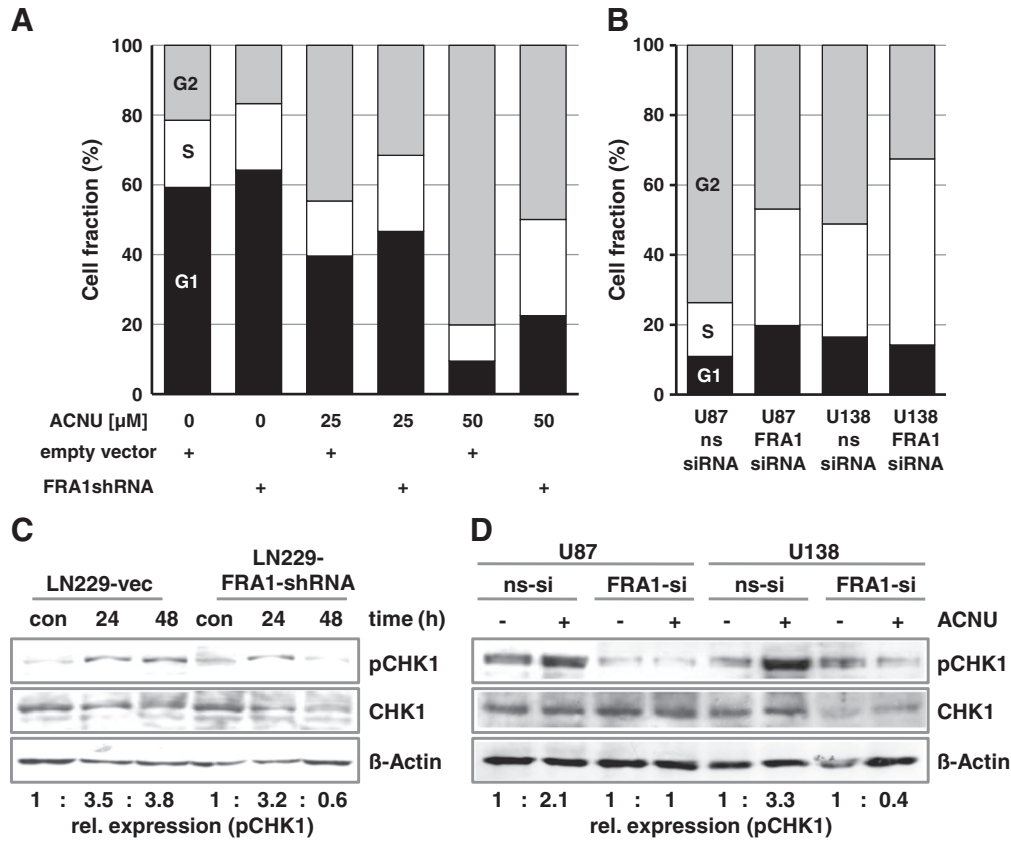 A
Cell fraction (%)
100
80
60
40
20
0
G2
S
G1
ACNU [µM] 0 0 25 25 50 50
empty vector + + +
FRA1shRNA + + +
B
Cell fraction (%)
100
80
60
40
20
0
G2
S
G1
U87 ns siRNA
U87 FRA1 siRNA
U138 ns siRNA
U138 FRA1 siRNA
C
LN229-vec
LN229-
FRA1-shRNA
con 24 48 con 24 48 time (h)
pCHK1
CHK1
ß-Actin
1 : 3.5 : 3.8 1 : 3.2 : 0.6
rel. expression (pCHK1)
D
U87 U138
ns-si FRA1-si ns-si FRA1-si
- + - + - + - + ACNU
pCHK1
CHK1
ß-Actin
1 : 2.1 1 : 1 1 : 3.3 1 : 0.4
rel. expression (pCHK1)